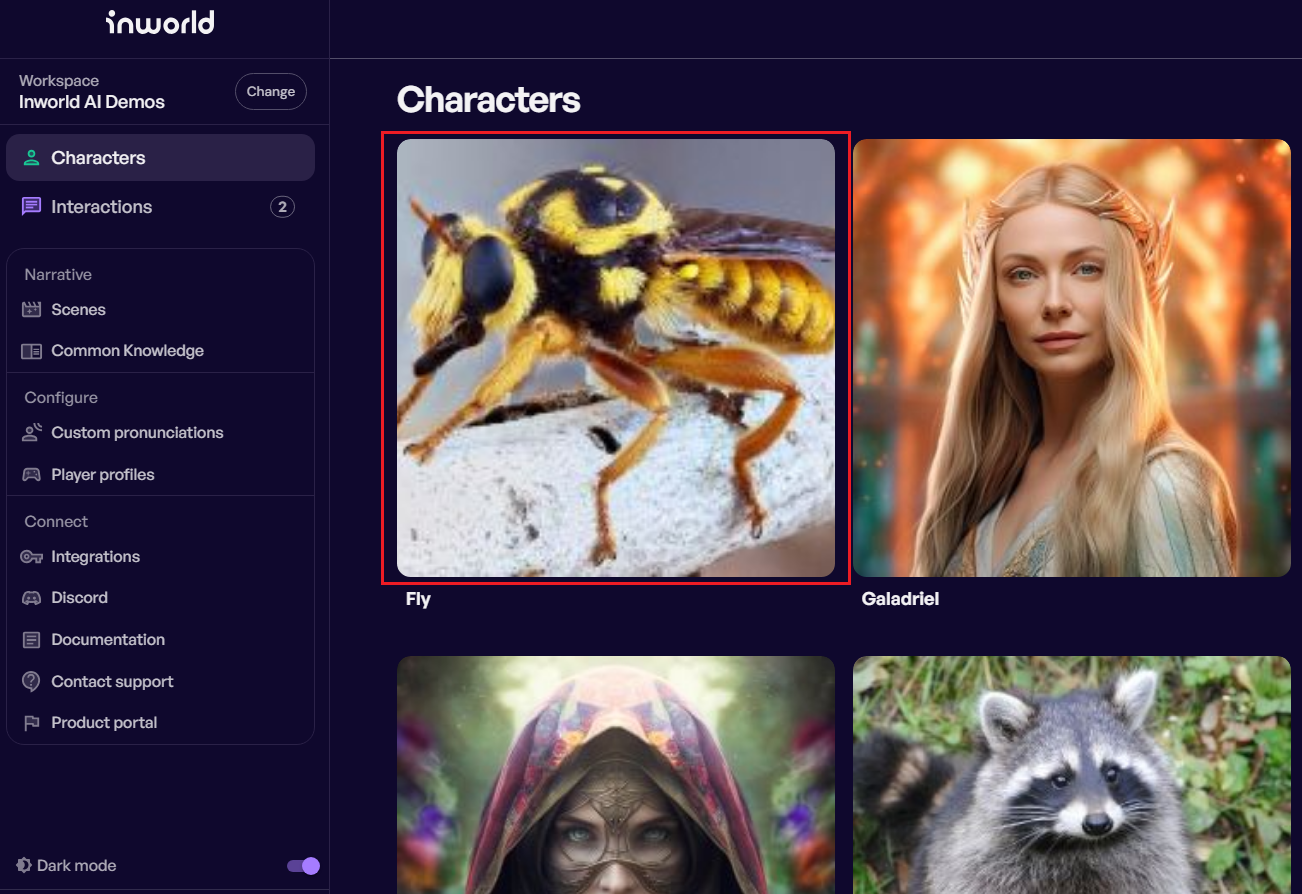 inworld
Workspace
Inworld AI Demos
Change
Characters
Interactions
2
Narrative
Scenes
Common Knowledge
Configure
Custom pronunciations
Player profiles
Connect
Integrations
Discord
Documentation
Contact support
Product portal
Dark mode
Characters
Fly
Galadriel